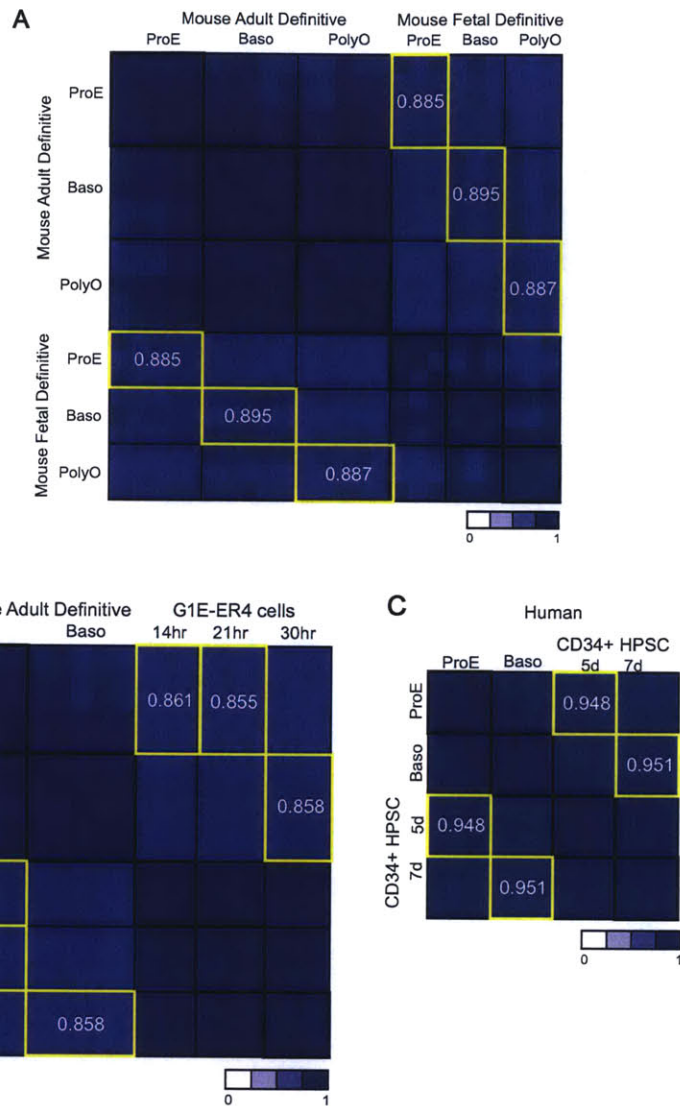 A
Mouse Adult Definitive Mouse Fetal Definitive
ProE Baso PolyO ProE Baso PolyO
Mouse Adult Definitive
ProE
0.885
Baso
0.895
PolyO
0.887
Mouse Fetal Definitive
ProE
0.885
Baso
0.895
PolyO
0.887
0 1
Adult Definitive G1E-ER4 cells
Baso 14hr 21hr 30hr
0.861 0.855
0.858
0.858
0 1
C
Human
CD34+ HPSC
ProE Baso 5d 7d
ProE
0.948
Baso
0.951
CD34+ HPSC
5d
0.948
7d
0.951
0 1